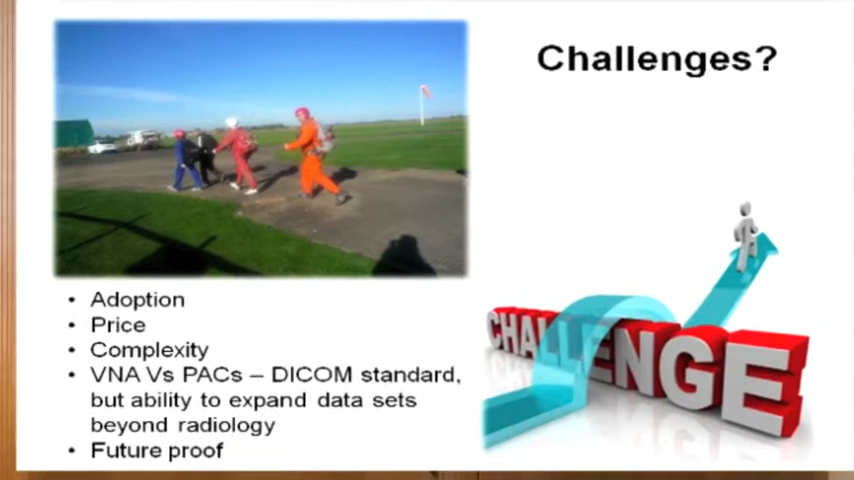 Challenges?
• Adoption
• Price
• Complexity
• VNA Vs PACs – DICOM standard,
but ability to expand data sets
beyond radiology
• Future proof
CHALLENGE